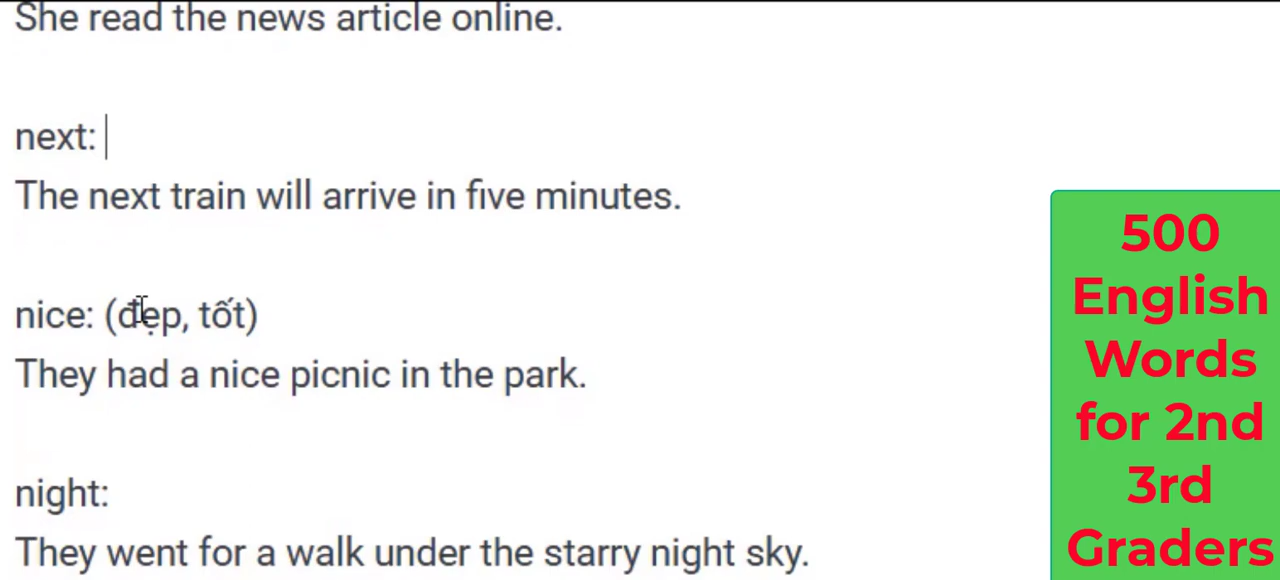 She read the news article online.
next:
The next train will arrive in five minutes.
nice: (đẹp, tốt)
They had a nice picnic in the park.
night:
They went for a walk under the starry night sky.
500
English
Words
for 2nd
3rd
Graders